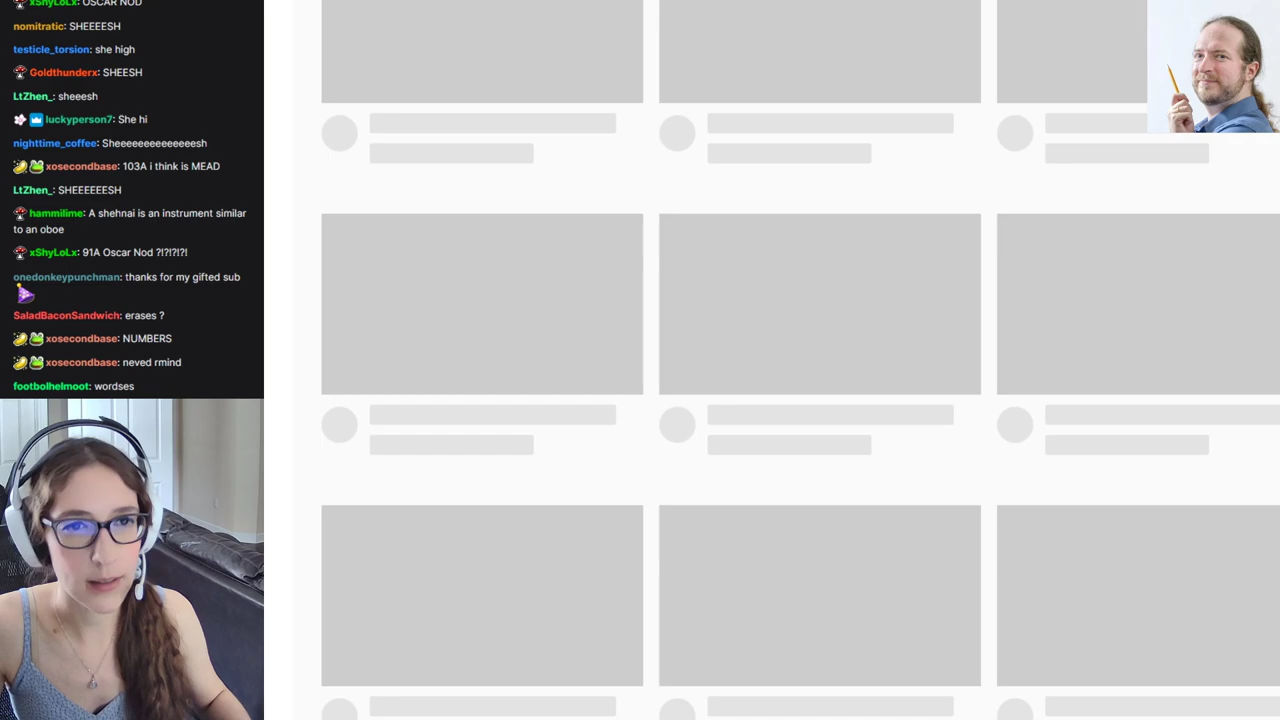 xShyLoLx: OSCAR NOD
nomitratic: SHEEEESH
testicle_torsion: she high
Goldthunderx: SHEESH
LtZhen_: sheeesh
luckyperson7: She hi
nighttime_coffee: Sheeeeeeeeeeeeesh
xosecondbase: 103A i think is MEAD
LtZhen_: SHEEEEEESH
hammilime: A shehnai is an instrument similar
to an oboe
xShyLoLx: 91A Oscar Nod ?!?!?!?!
onedonkeypunchman: thanks for my gifted sub
SaladBaconSandwich: erases ?
xosecondbase: NUMBERS
xosecondbase: neved rmind
footbolhelmoot: wordses